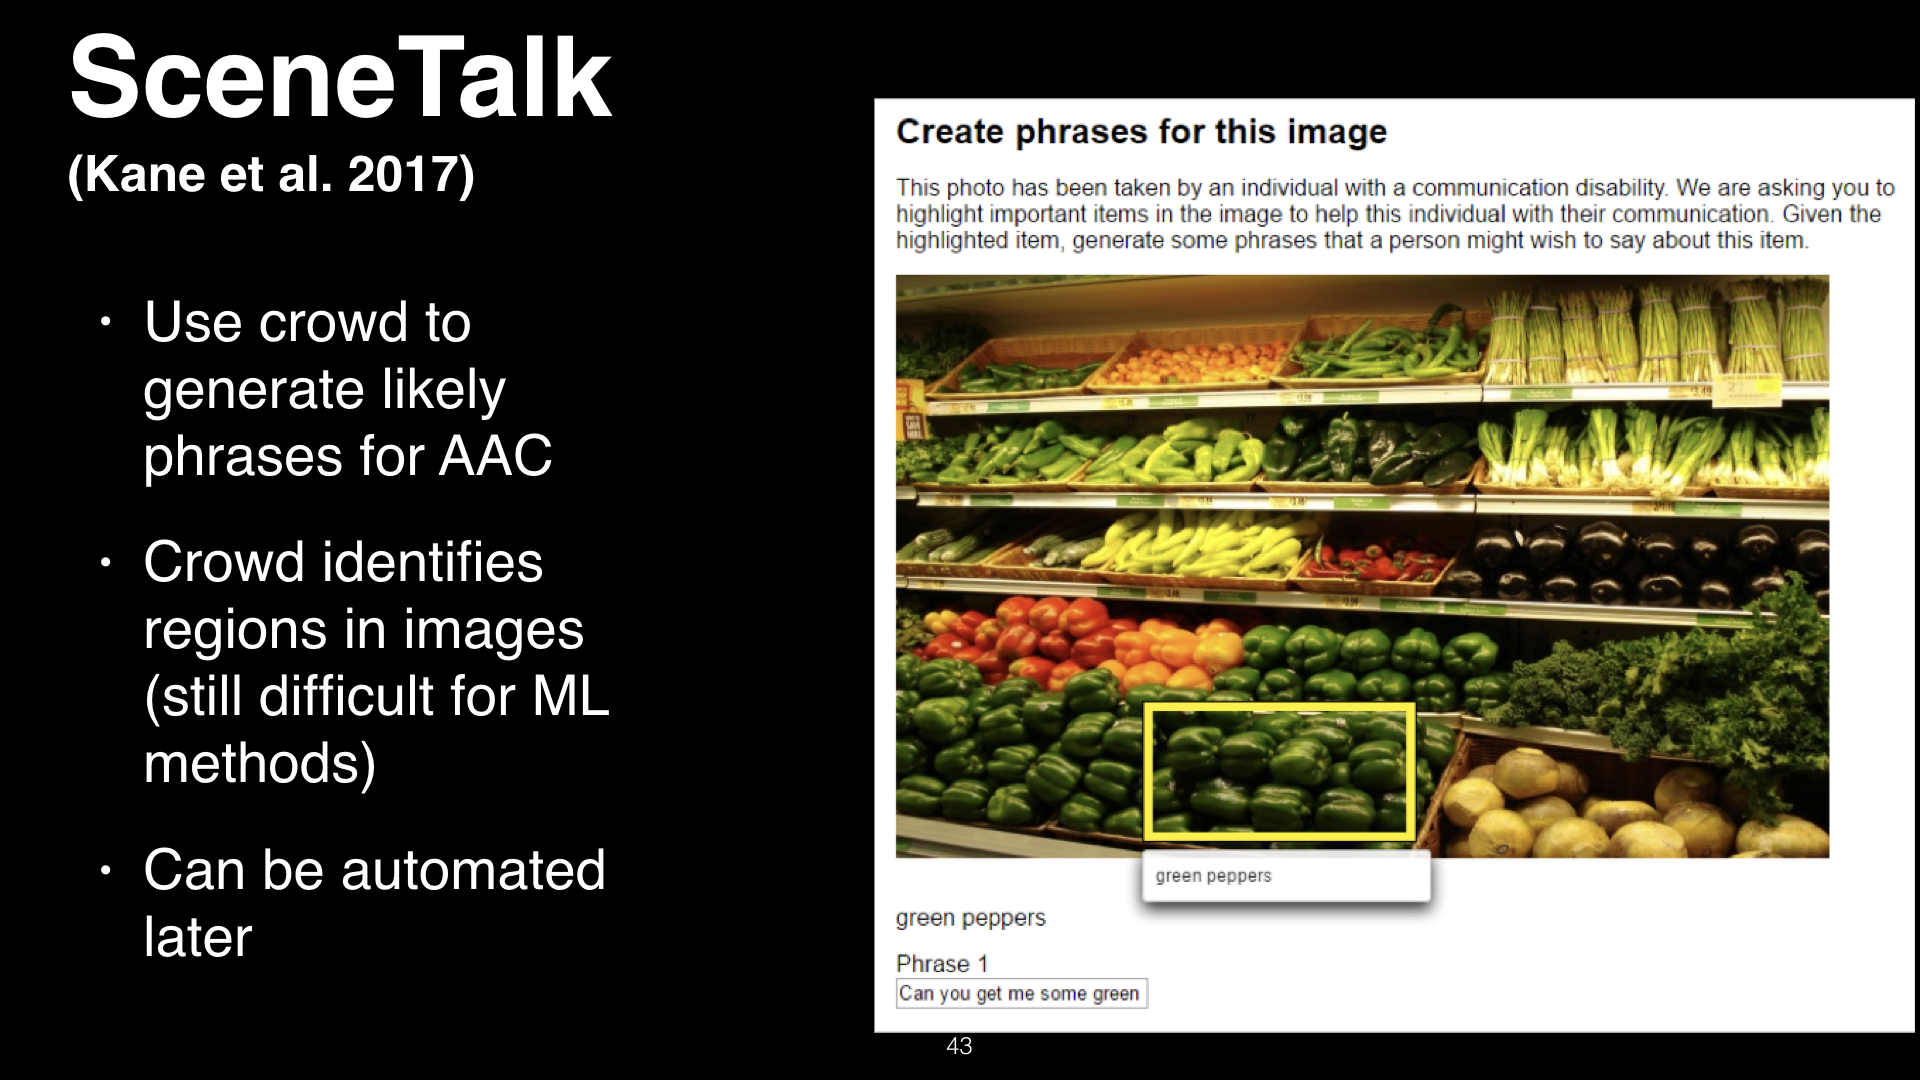 SceneTalk
(Kane et al. 2017)
• Use crowd to
generate likely
phrases for AAC
• Crowd identifies
regions in images
(still difficult for ML
methods)
• Can be automated
later
Create phrases for this image
This photo has been taken by an individual with a communication disability. We are asking you to
highlight important items in the image to help this individual with their communication. Given the
highlighted item, generate some phrases that a person might wish to say about this item.
green peppers
green peppers
Phrase 1
Can you get me some green
43